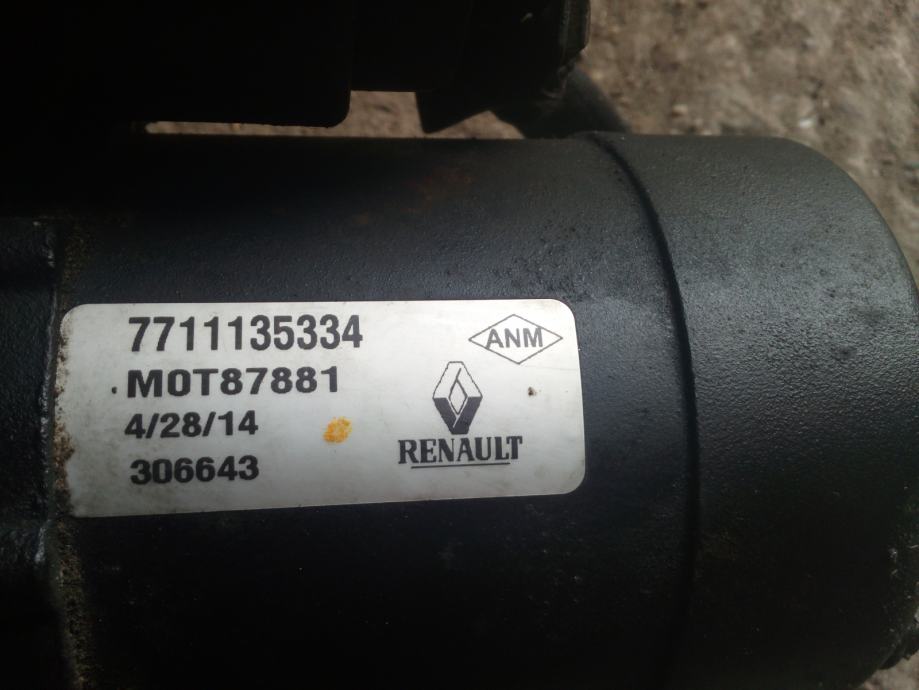 7711135334
ANM
M0T87881
4/28/14
306643
RENAULT